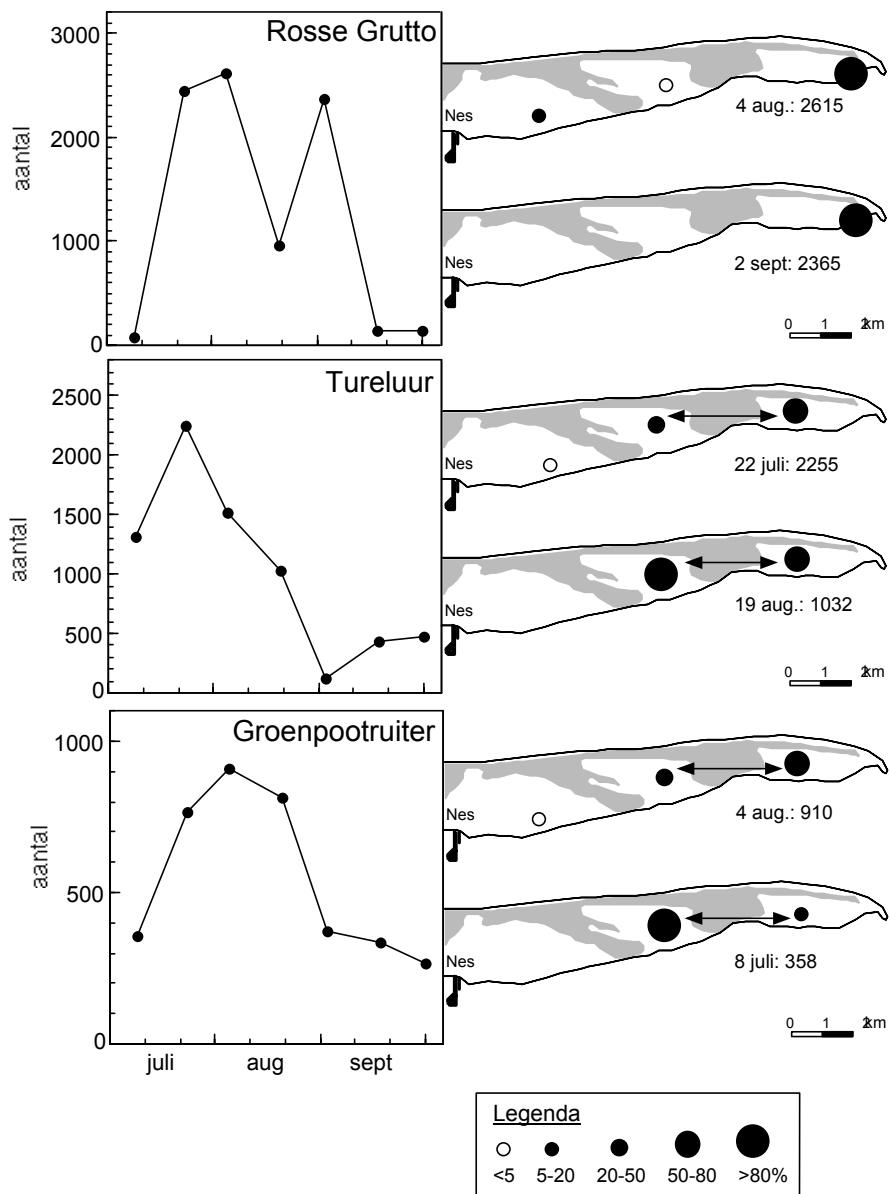 Rosse Grutto
3000
2000
1000
0
aantal
Nes
4 aug.: 2615
Nes
2 sept: 2365
0 1 2 km
Tureluur
2500
2000
1500
1000
500
0
aantal
Nes
22 juli: 2255
Nes
19 aug.: 1032
0 1 2 km
Groenpootruiter
1000
500
0
aantal
juli aug sept
Nes
4 aug.: 910
Nes
8 juli: 358
0 1 2 km
Legenda
<5 5-20 20-50 50-80 >80%